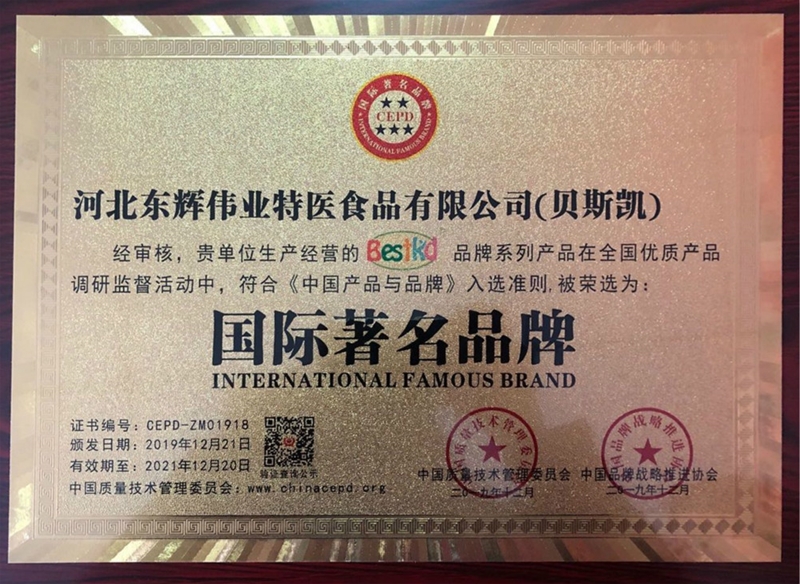 国际著名品牌
★★
CEPD
★★★
INTERNATIONAL FAMOUS BRAND
河北东辉伟业特医食品有限公司(贝斯凯)
经审核，贵单位生产经营的 BestKd 品牌系列产品在全国优质产品
调研监督活动中，符合《中国产品与品牌》入选准则,被荣选为：
国际著名品牌
INTERNATIONAL FAMOUS BRAND
证书编号：CEPD-ZM01918
颁发日期：2019年12月21日
有效期至：2021年12月20日
验证查询公示
中国质量技术管理委员会：www.chinacepd.org
中国质量技术管理委员会
二〇一九年十二月
中国品牌战略推进协会
二〇一九年十二月